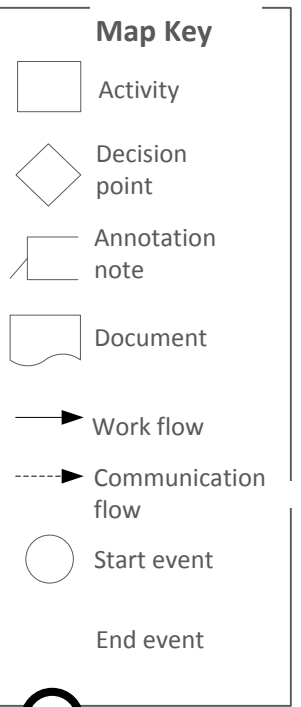 Map Key
Activity
Decision
point
Annotation
note
Document
Work flow
Communication
flow
Start event
End event